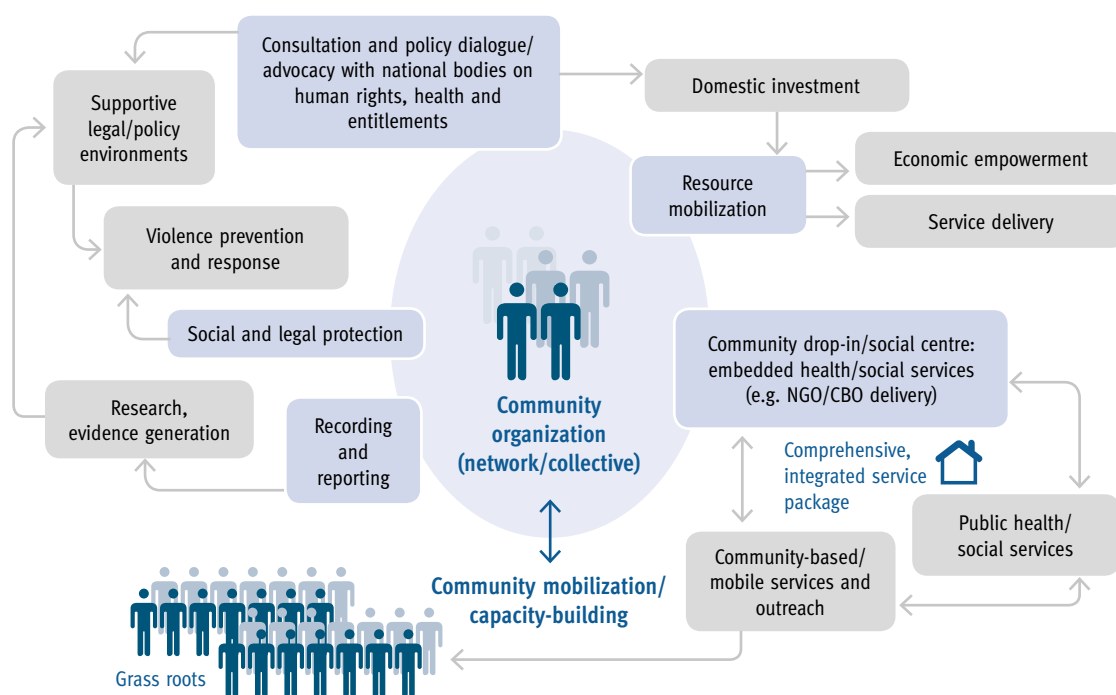 Consultation and policy dialogue/
advocacy with national bodies on
human rights, health and
entitlements
Supportive
legal/policy
environments
Domestic investment
Resource
mobilization
Economic empowerment
Service delivery
Violence prevention
and response
Social and legal protection
Research,
evidence generation
Recording
and
reporting
Community
organization
(network/collective)
Community drop-in/social centre:
embedded health/social services
(e.g. NGO/CBO delivery)
Comprehensive,
integrated service
package
Public health/
social services
Community-based/
mobile services and
outreach
Community mobilization/
capacity-building
Grass roots